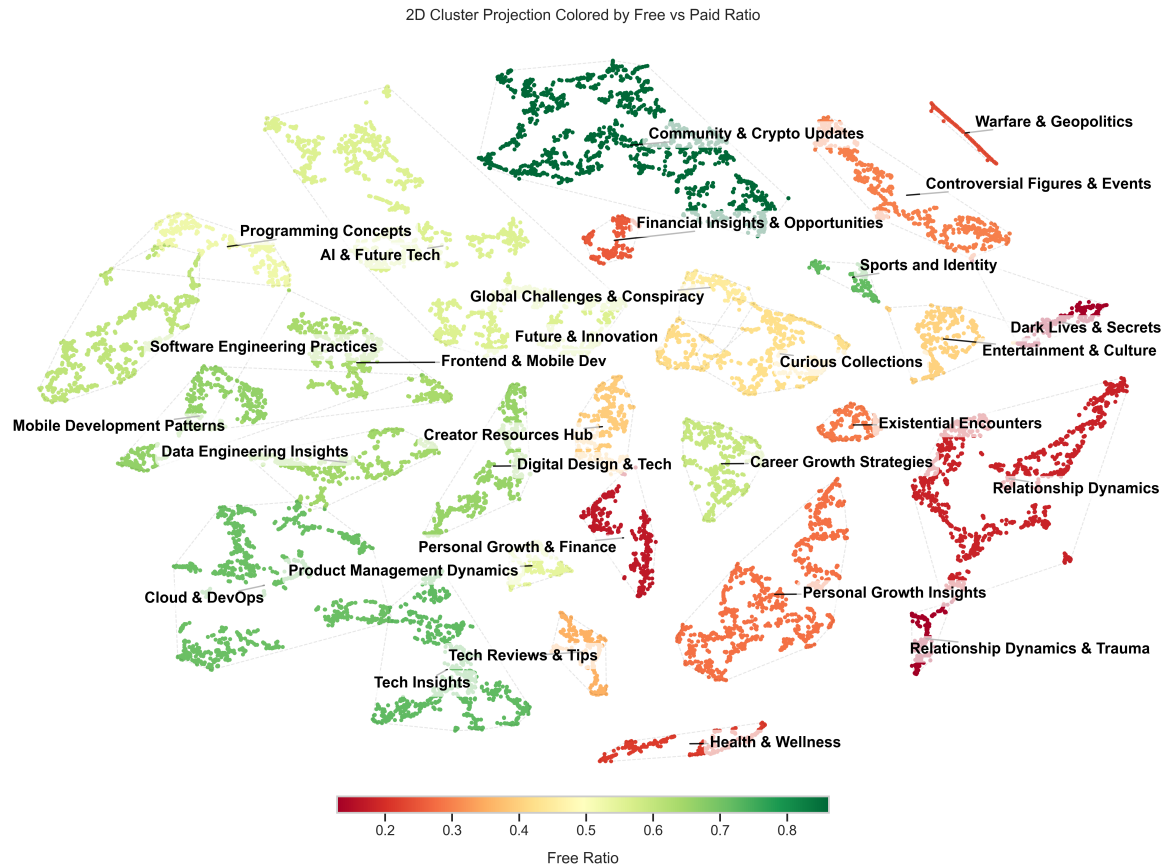 2D Cluster Projection Colored by Free vs Paid Ratio
Warfare & Geopolitics
Community & Crypto Updates
Controversial Figures & Events
Financial Insights & Opportunities
Programming Concepts
AI & Future Tech
Sports and Identity
Global Challenges & Conspiracy
Dark Lives & Secrets
Future & Innovation
Software Engineering Practices
Entertainment & Culture
Frontend & Mobile Dev
Curious Collections
Mobile Development Patterns
Existential Encounters
Creator Resources Hub
Data Engineering Insights
Digital Design & Tech
Career Growth Strategies
Relationship Dynamics
Personal Growth & Finance
Product Management Dynamics
Cloud & DevOps
Personal Growth Insights
Relationship Dynamics & Trauma
Tech Reviews & Tips
Tech Insights
Health & Wellness
0.2 0.3 0.4 0.5 0.6 0.7 0.8
Free Ratio